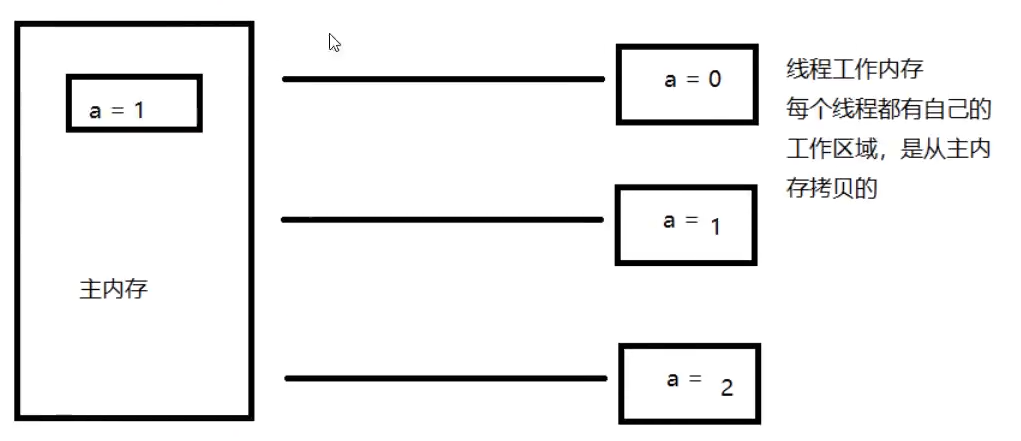 a = 1
主内存
a = 0
a = 1
a = 2
线程工作内存
每个线程都有自己的
工作区域，是从主内
存拷贝的